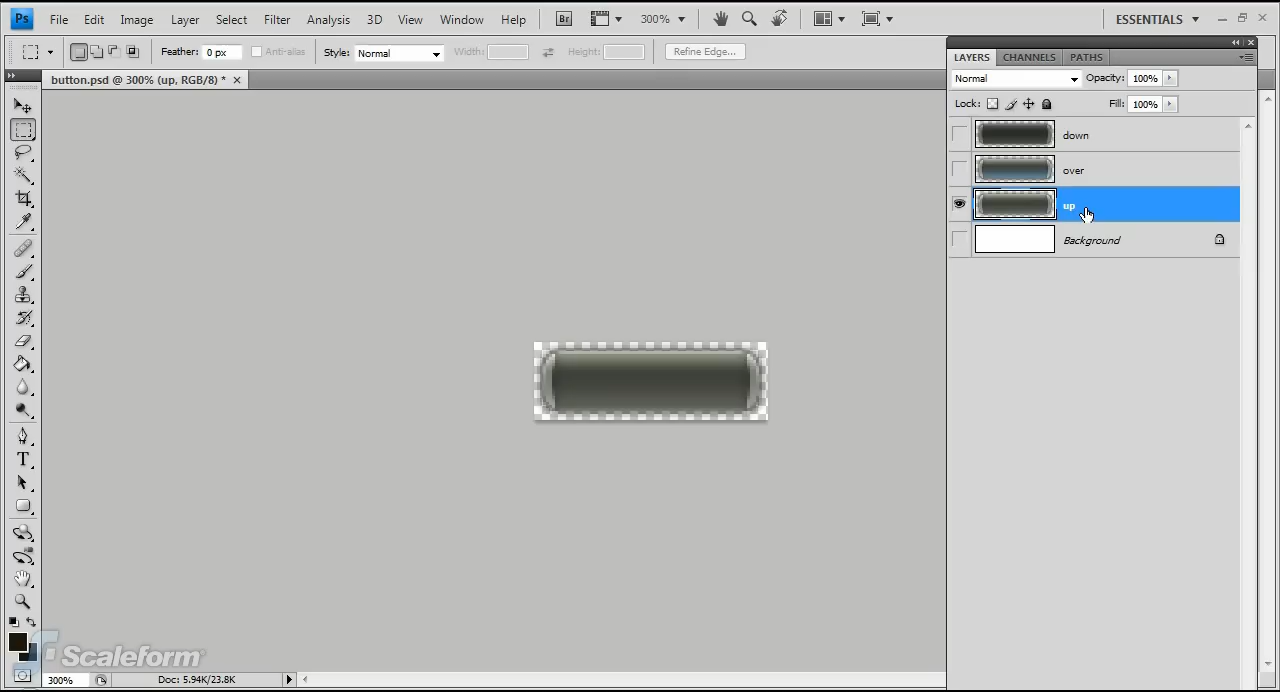 Ps File Edit Image Layer Select Filter Analysis 3D View Window Help Br 300% ESSENTIALS
Feather: 0 px Anti-alias Style: Normal Width: Height: Refine Edge...
button.psd @ 300% (up, RGB/8) *
LAYERS CHANNELS PATHS
Normal Opacity: 100%
Lock: Fill: 100%
down
over
up
Background
T
Scaleform
300% Doc: 5.94K/23.8K